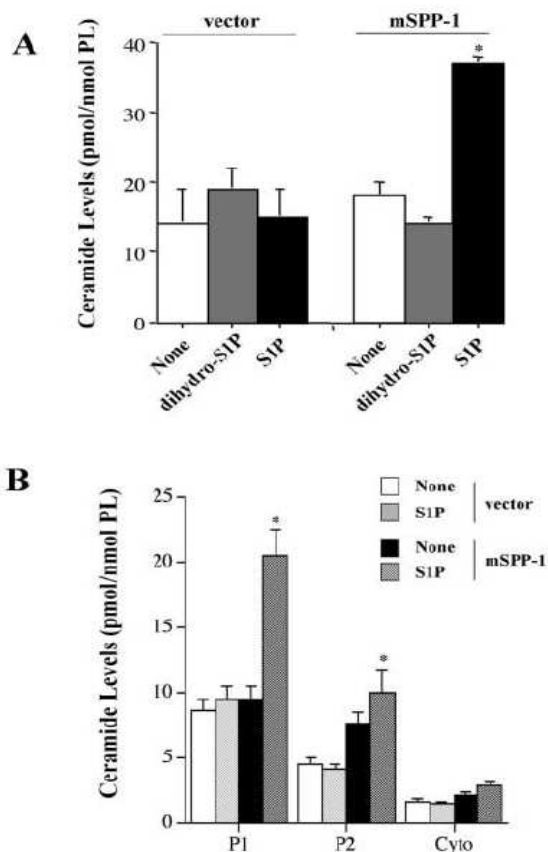 A
vector
mSPP-1
Ceramide Levels (pmol/nmol PL)
40
30
20
10
0
*
None
dihydro-S1P
S1P
None
dihydro-S1P
S1P
B
Ceramide Levels (pmol/nmol PL)
25
20
15
10
5
0
None
S1P
vector
None
S1P
mSPP-1
*
*
P1
P2
Cyto